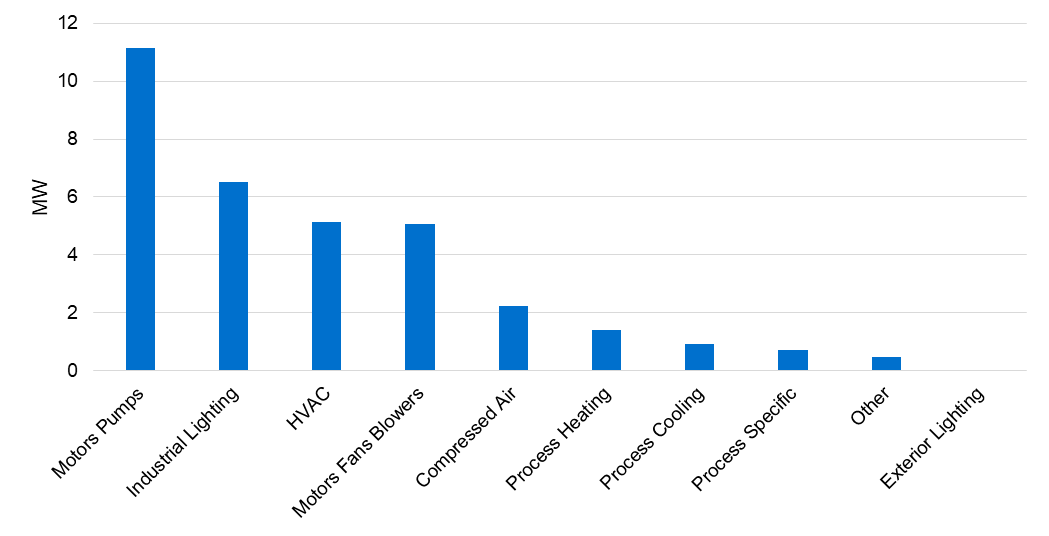 12
10
8
6
4
2
0
MW
Motors Pumps
Industrial Lighting
HVAC
Motors Fans Blowers
Compressed Air
Process Heating
Process Cooling
Process Specific
Other
Exterior Lighting